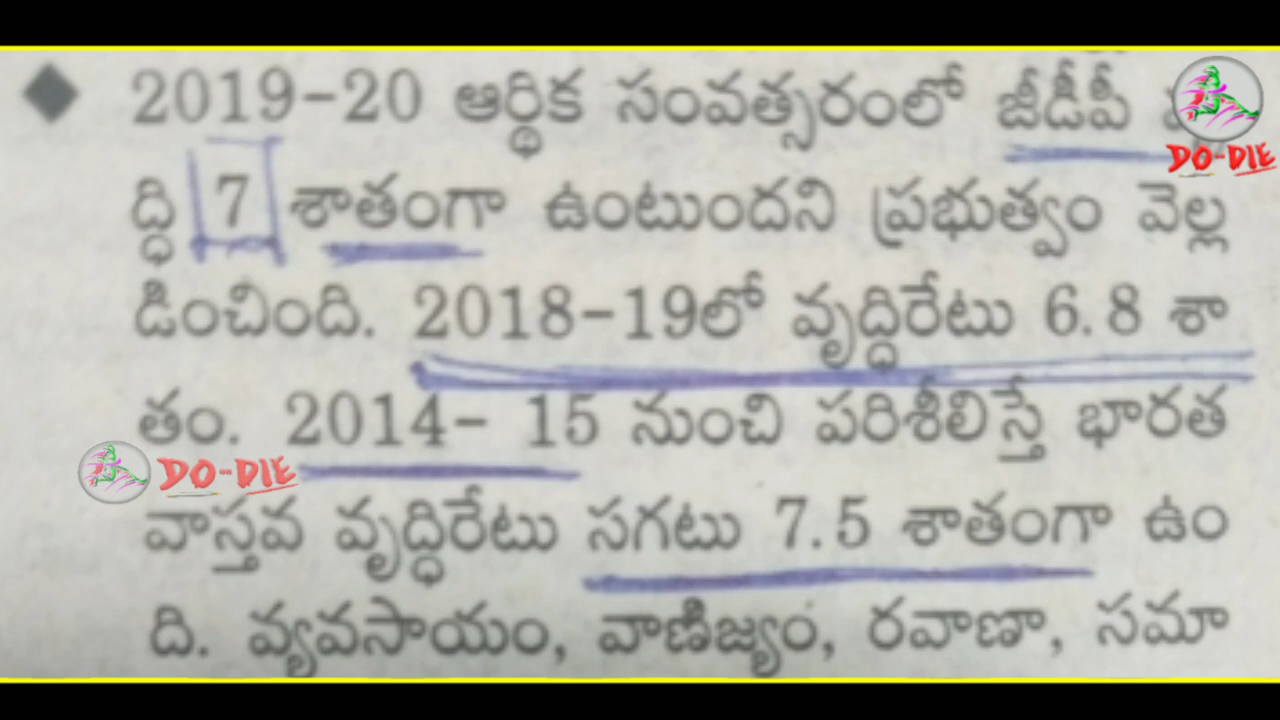 2019-20 ఆర్థిక సంవత్సరంలో జీడీపీ
DO-DIE
ద్ధి 7 శాతంగా ఉంటుందని ప్రభుత్వం వెల్ల
డించింది. 2018-19లో వృద్ధిరేటు 6.8 శా
తం. 2014- 15 నుంచి పరిశీలిస్తే భారత
DO-DIE
వాస్తవ వృద్ధిరేటు సగటు 7.5 శాతంగా ఉం
ది. వ్యవసాయం, వాణిజ్యం, రవాణా, సమా